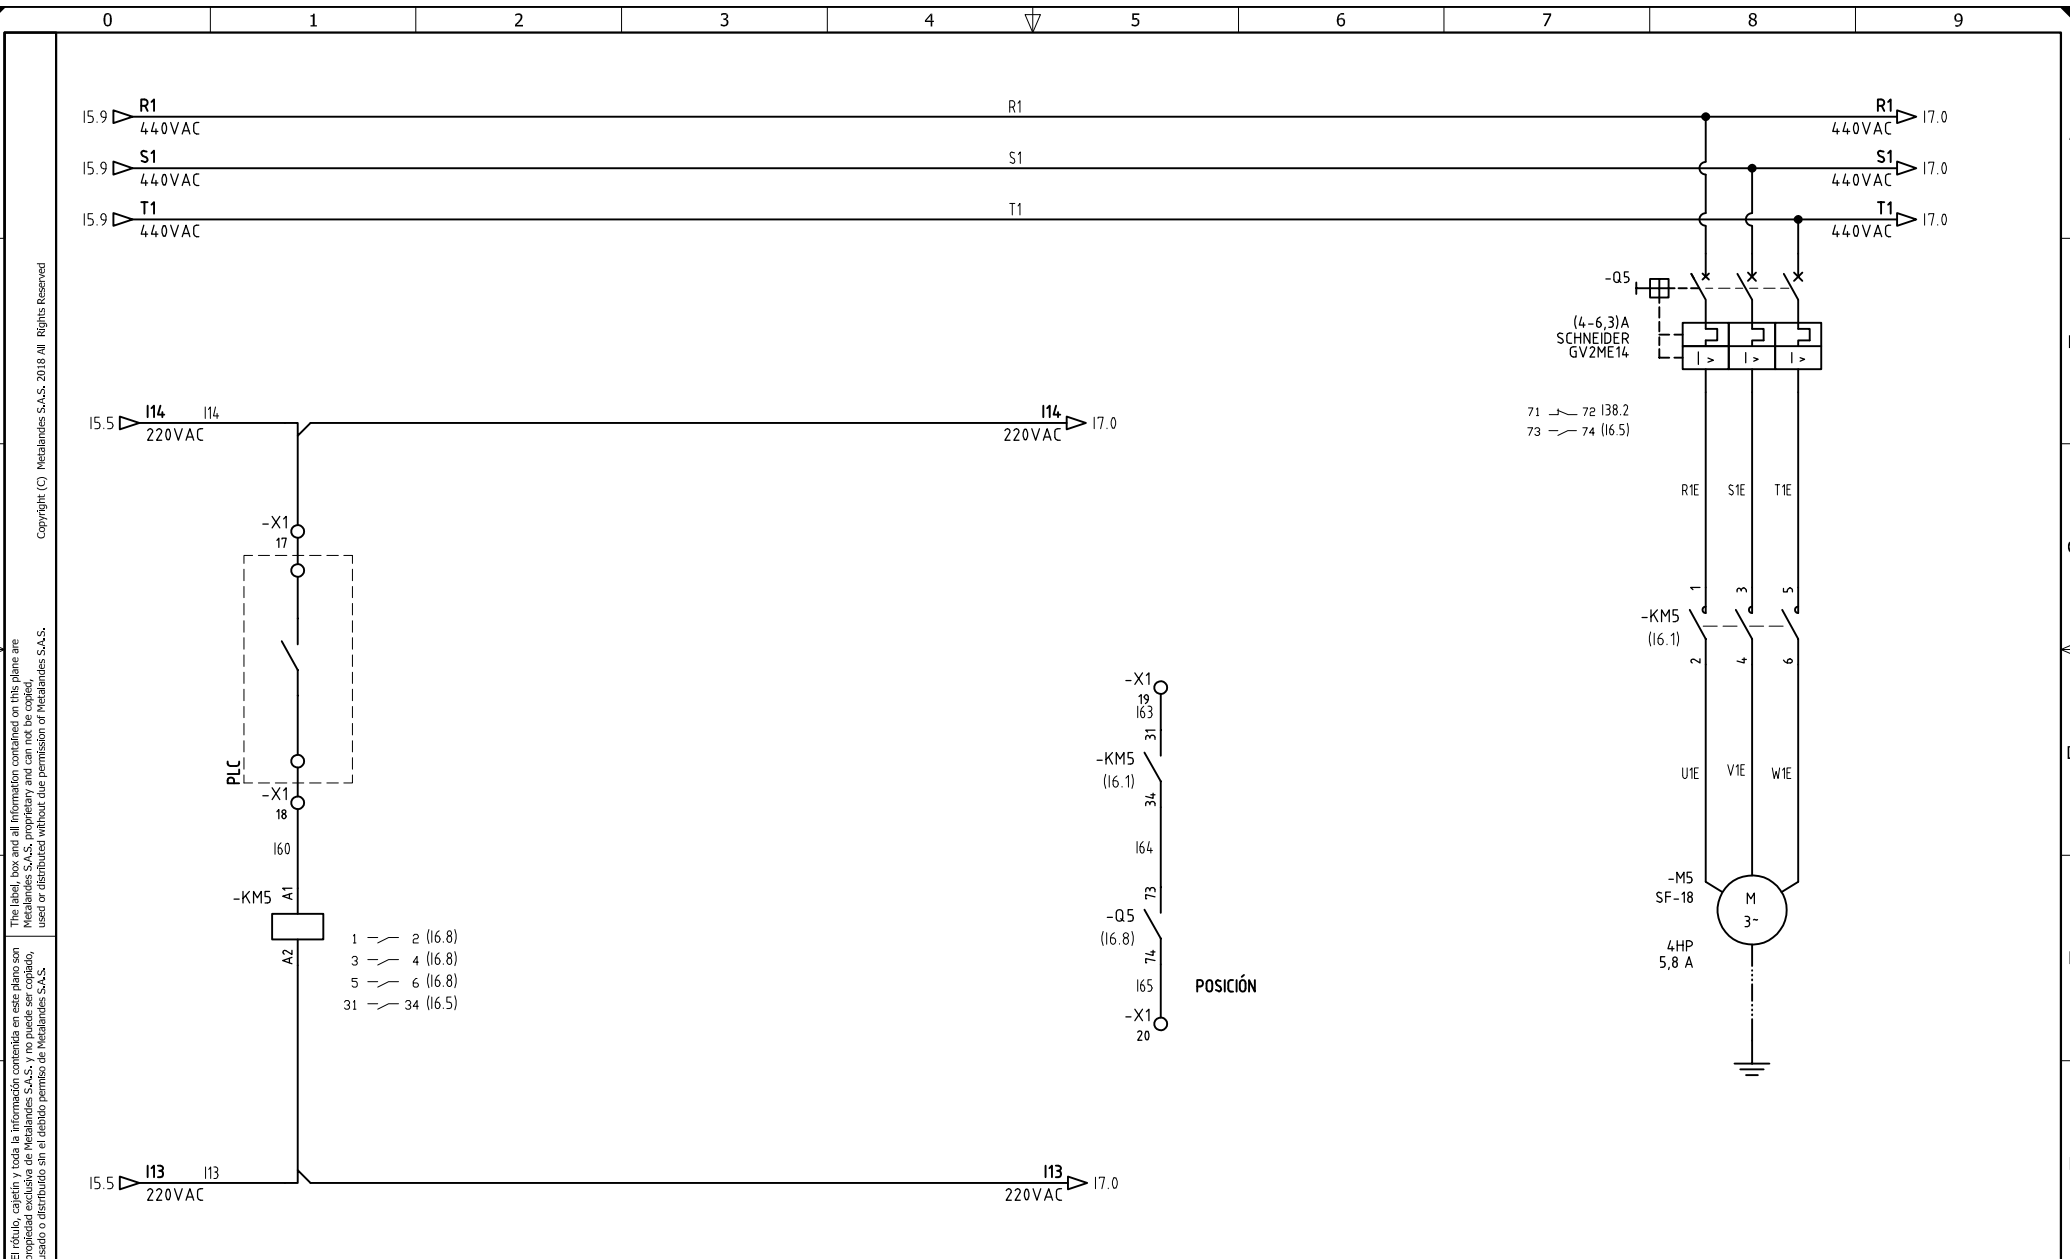 0 1 2 3 4 5 6 7 8 9
I5.9 R1 R1 R1 I7.0
440VAC 440VAC
I5.9 S1 S1 S1 I7.0
440VAC 440VAC
I5.9 T1 T1 T1 I7.0
440VAC 440VAC
-Q5
(4-6,3)A
SCHNEIDER
GV2ME14
I> I> I>
71 72 I38.2
73 74 (I6.5)
I5.5 I14 I14 I14 I7.0
220VAC 220VAC
R1E S1E T1E
-X1
17
PLC
-X1
18
I60
-KM5
A1
A2
1 2 (I6.8)
3 4 (I6.8)
5 6 (I6.8)
31 34 (I6.5)
-X1
19
I63
31
-KM5
(I6.1)
34
I64
73
-Q5
(I6.8)
74
I65
POSICIÓN
-X1
20
1 3 5
-KM5
(I6.1)
2 4 6
U1E V1E W1E
-M5
SF-18
M
3~
4HP
5,8 A
I5.5 I13 I13 I13 I7.0
220VAC 220VAC
Copyright (C) Metalandes S.A.S. 2018 All Rights Reserved
The label, box and all information contained on this plane are
Metalandes S.A.S. proprietary and can not be copied,
used or distributed without due permission of Metalandes S.A.S.
El rótulo, cajetín y toda la información contenida en este plano son
propiedad exclusiva de Metalandes S.A.S. y no puede ser copiado,
usado o distribuido sin el debido permiso de Metalandes S.A.S.